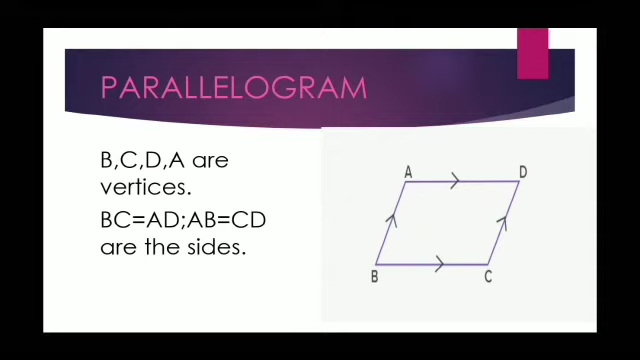 PARALLELOGRAM
B,C,D,A are
vertices.
BC=AD;AB=CD
are the sides.
A
D
B
C